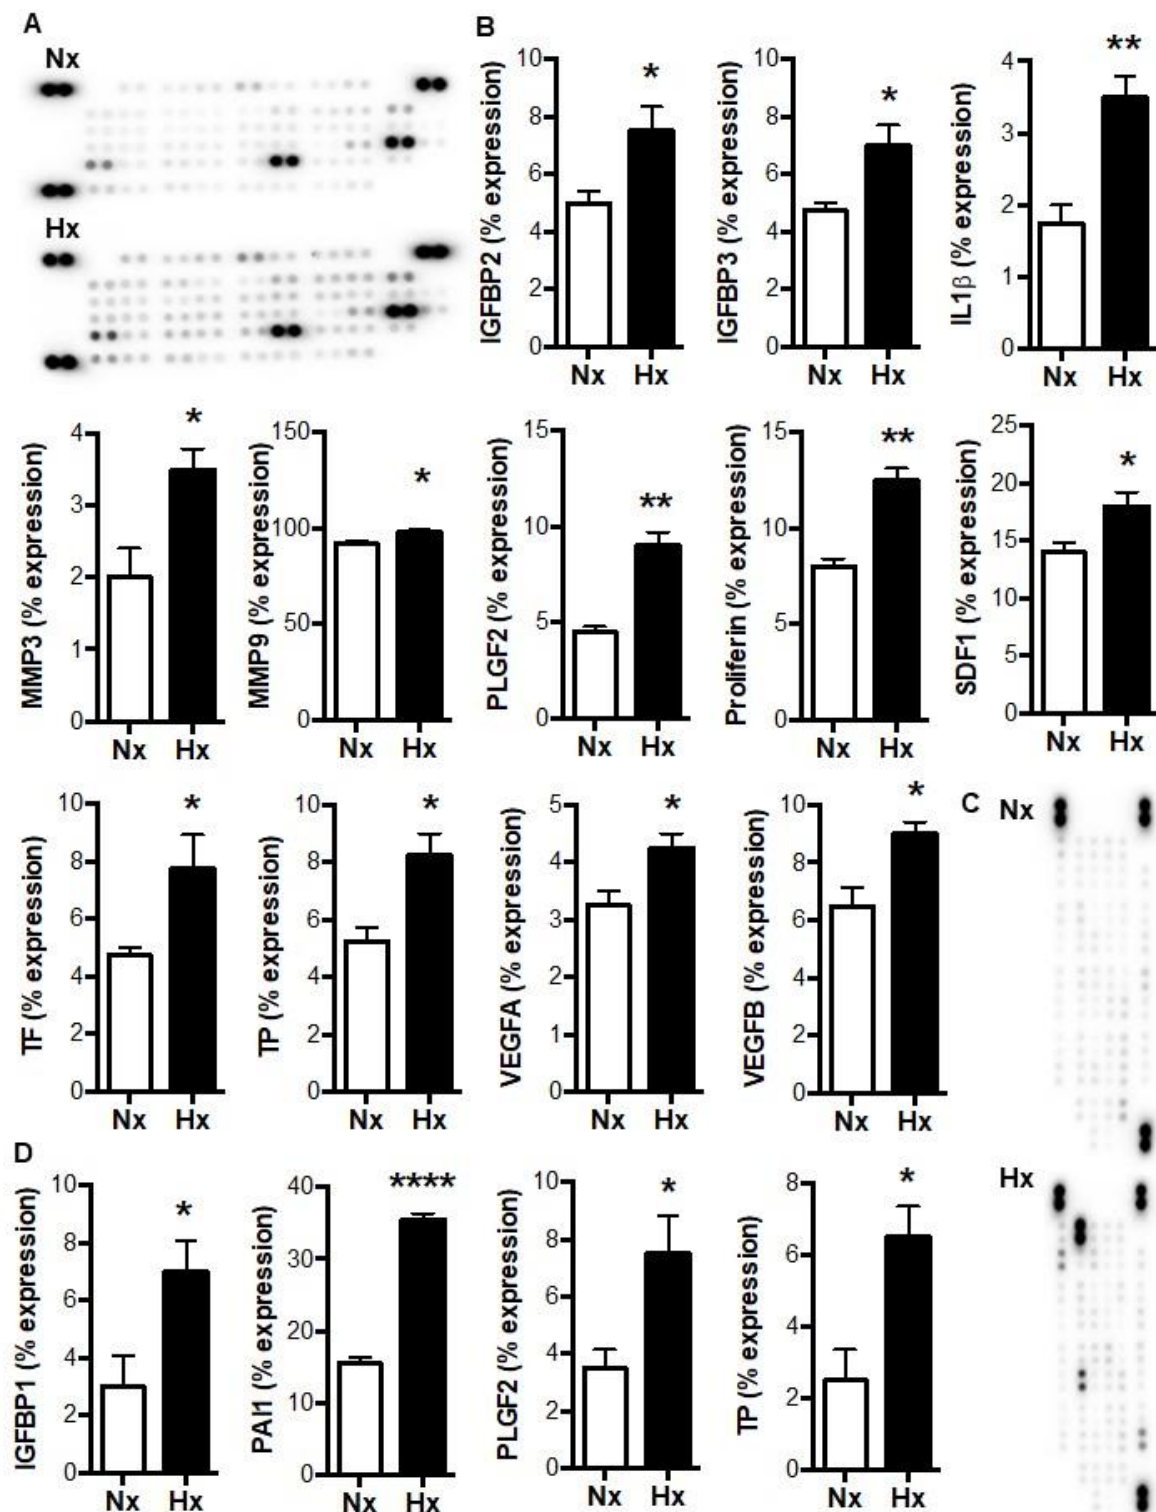 A
Nx
Hx
B
IGFBP2 (% expression)
10
8
6
4
2
0
*
Nx Hx
IGFBP3 (% expression)
10
8
6
4
2
0
*
Nx Hx
IL1β (% expression)
4
3
2
1
0
**
Nx Hx
MMP3 (% expression)
4
3
2
1
0
*
Nx Hx
MMP9 (% expression)
150
100
50
0
*
Nx Hx
PLGF2 (% expression)
15
10
5
0
**
Nx Hx
Proliferin (% expression)
15
10
5
0
**
Nx Hx
SDF1 (% expression)
25
20
15
10
5
0
*
Nx Hx
TF (% expression)
10
8
6
4
2
0
*
Nx Hx
TP (% expression)
10
8
6
4
2
0
*
Nx Hx
VEGFA (% expression)
5
4
3
2
1
0
*
Nx Hx
VEGFB (% expression)
10
8
6
4
2
0
*
Nx Hx
C
Nx
Hx
D
IGFBP1 (% expression)
10
8
6
4
2
0
*
Nx Hx
PAI1 (% expression)
40
30
20
10
0
****
Nx Hx
PLGF2 (% expression)
10
8
6
4
2
0
*
Nx Hx
TP (% expression)
8
6
4
2
0
*
Nx Hx